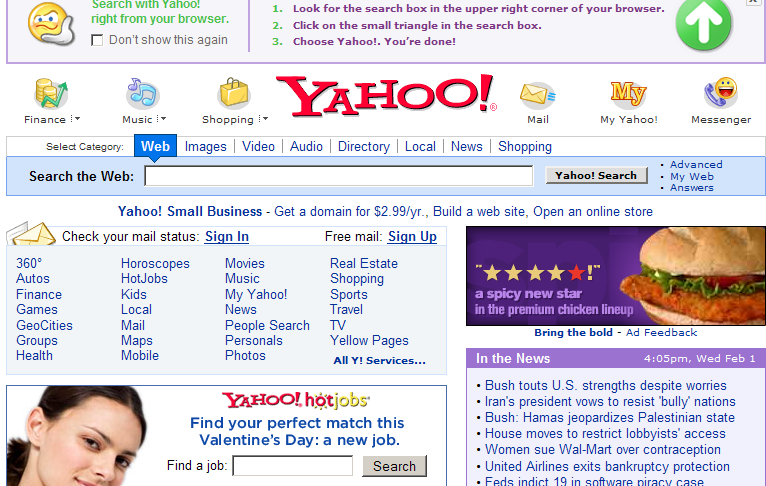 Search with Yahoo!
right from your browser.
Don't show this again
1. Look for the search box in the upper right corner of your browser.
2. Click on the small triangle in the search box.
3. Choose Yahoo!. You're done!
Finance
Music
Shopping
YAHOO!®
Mail
My
My Yahoo!
Messenger
Select Category: Web Images Video Audio Directory Local News Shopping
Search the Web:
Yahoo! Search
• Advanced
• My Web
• Answers
Yahoo! Small Business - Get a domain for $2.99/yr., Build a web site, Open an online store
Check your mail status: Sign In
Free mail: Sign Up
360° Horoscopes Movies Real Estate
Autos HotJobs Music Shopping
Finance Kids My Yahoo! Sports
Games Local News Travel
GeoCities Mail People Search TV
Groups Maps Personals Yellow Pages
Health Mobile Photos All Y! Services...
"★★★★★!"
a spicy new star
in the premium chicken lineup
Bring the bold - Ad Feedback
In the News 4:05pm, Wed Feb 1
• Bush touts U.S. strengths despite worries
• Iran's president vows to resist 'bully' nations
• Bush: Hamas jeopardizes Palestinian state
• House moves to restrict lobbyists' access
• Women sue Wal-Mart over contraception
• United Airlines exits bankruptcy protection
• Feds indict 19 in software piracy case
YAHOO! hotjobs
Find your perfect match this
Valentine's Day: a new job.
Find a job:
Search